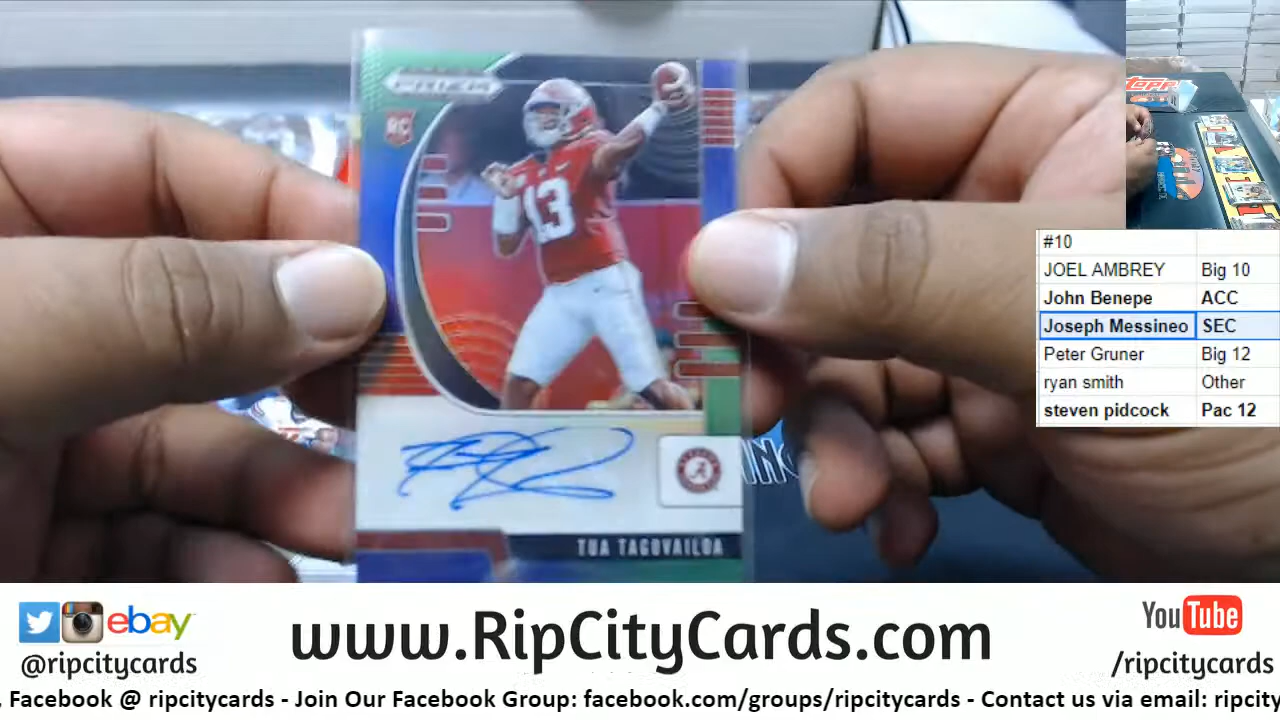 PRIZM
RC
13
TUA TAGOVAILOA
Topps
#10
JOEL AMBREY Big 10
John Benepe ACC
Joseph Messineo SEC
Peter Gruner Big 12
ryan smith Other
steven pidcock Pac 12
ebay
@ripcitycards
www.RipCityCards.com
YouTube
/ripcitycards
, Facebook @ ripcitycards - Join Our Facebook Group: facebook.com/groups/ripcitycards - Contact us via email: ripcity